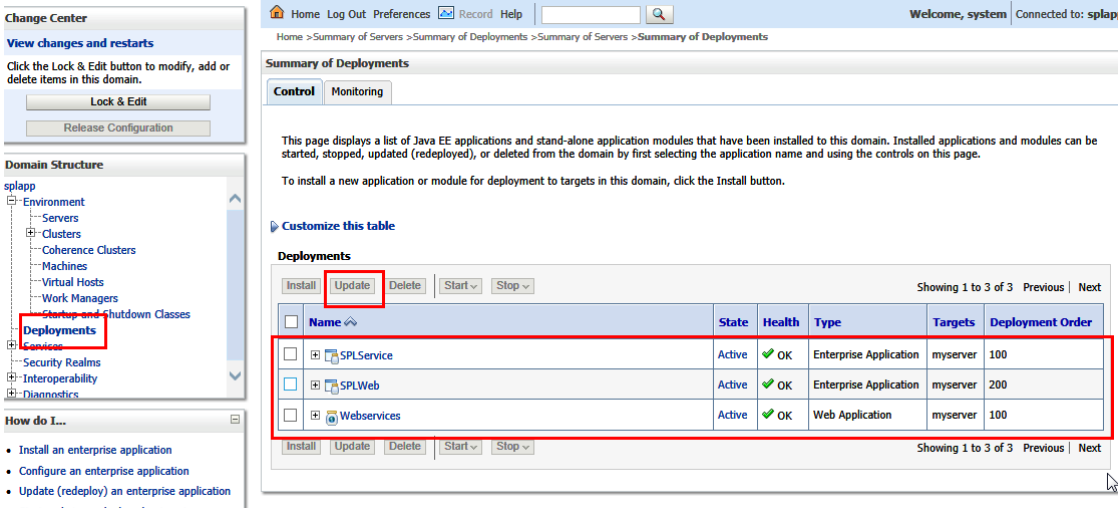 Change Center
View changes and restarts
Click the Lock & Edit button to modify, add or
delete items in this domain.
Lock & Edit
Release Configuration
Domain Structure
splapp
Environment
Servers
Clusters
Coherence Clusters
Machines
Virtual Hosts
Work Managers
Startup and Shutdown Classes
Deployments
Services
Security Realms
Interoperability
Diagnostics
How do I...
Install an enterprise application
Configure an enterprise application
Update (redeploy) an enterprise application
Home Log Out Preferences Record Help
Welcome, system Connected to: splapp
Home >Summary of Servers >Summary of Deployments >Summary of Servers >Summary of Deployments
Summary of Deployments
Control Monitoring
This page displays a list of Java EE applications and stand-alone application modules that have been installed to this domain. Installed applications and modules can be
started, stopped, updated (redeployed), or deleted from the domain by first selecting the application name and using the controls on this page.
To install a new application or module for deployment to targets in this domain, click the Install button.
Customize this table
Deployments
Install Update Delete Start Stop Showing 1 to 3 of 3 Previous | Next
Name State Health Type Targets Deployment Order
SPLService Active OK Enterprise Application myserver 100
SPLWeb Active OK Enterprise Application myserver 200
Webservices Active OK Web Application myserver 100
Install Update Delete Start Stop Showing 1 to 3 of 3 Previous | Next